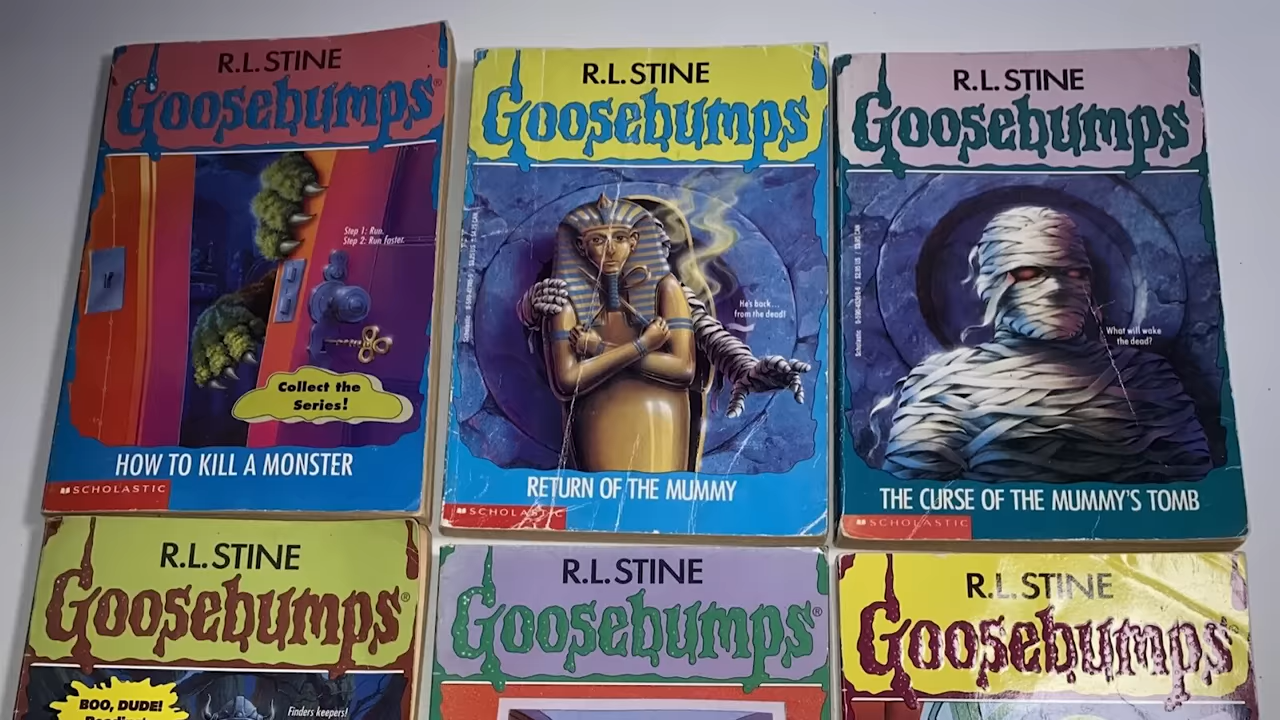 R.L. STINE
Goosebumps®
Step 1: Run.
Step 2: Run faster.
Collect the
Series!
HOW TO KILL A MONSTER
SCHOLASTIC
R.L. STINE
Goosebumps
He's back...
from the dead!
RETURN OF THE MUMMY
SCHOLASTIC
R.L. STINE
Goosebumps
What will wake
the dead?
THE CURSE OF THE MUMMY'S TOMB
SCHOLASTIC
R.L. STINE
Goosebumps®
BOO, DUDE!
Finders keepers!
R.L. STINE
Goosebumps®
R.L. STINE
Goosebumps